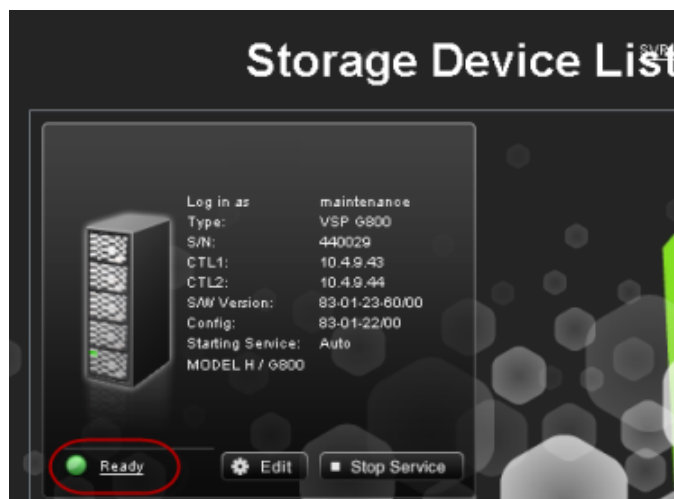 Storage Device List
SVP
Log in as maintenance
Type: VSP G800
S/N: 440029
CTL1: 10.4.9.43
CTL2: 10.4.9.44
S/W Version: 83-01-23-60/00
Config: 83-01-22/00
Starting Service: Auto
MODEL H / G800
Ready Edit Stop Service